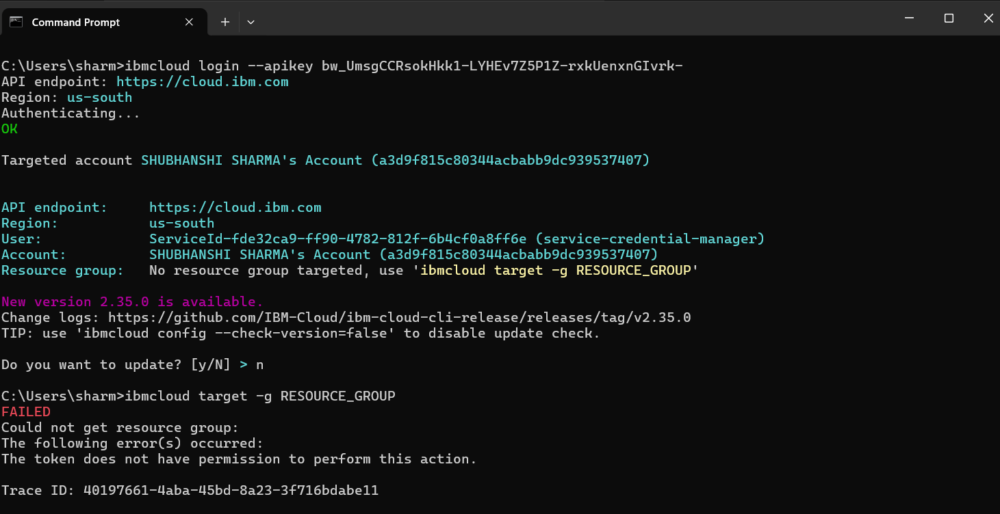 Command Prompt
C:\Users\sharm>ibmcloud login --apikey bw_UmsgCCRsokHkk1-LYHEv7Z5P1Z-rxkUenxnGIvrk-
API endpoint: https://cloud.ibm.com
Region: us-south
Authenticating...
OK
Targeted account SHUBHANSHI SHARMA's Account (a3d9f815c80344acbabb9dc939537407)
API endpoint: https://cloud.ibm.com
Region: us-south
User: ServiceId-fde32ca9-ff90-4782-812f-6b4cf0a8ff6e (service-credential-manager)
Account: SHUBHANSHI SHARMA's Account (a3d9f815c80344acbabb9dc939537407)
Resource group: No resource group targeted, use 'ibmcloud target -g RESOURCE_GROUP'
New version 2.35.0 is available.
Change logs: https://github.com/IBM-Cloud/ibm-cloud-cli-release/releases/tag/v2.35.0
TIP: use 'ibmcloud config --check-version=false' to disable update check.
Do you want to update? [y/N] > n
C:\Users\sharm>ibmcloud target -g RESOURCE_GROUP
FAILED
Could not get resource group:
The following error(s) occurred:
The token does not have permission to perform this action.
Trace ID: 40197661-4aba-45bd-8a23-3f716bdabe11